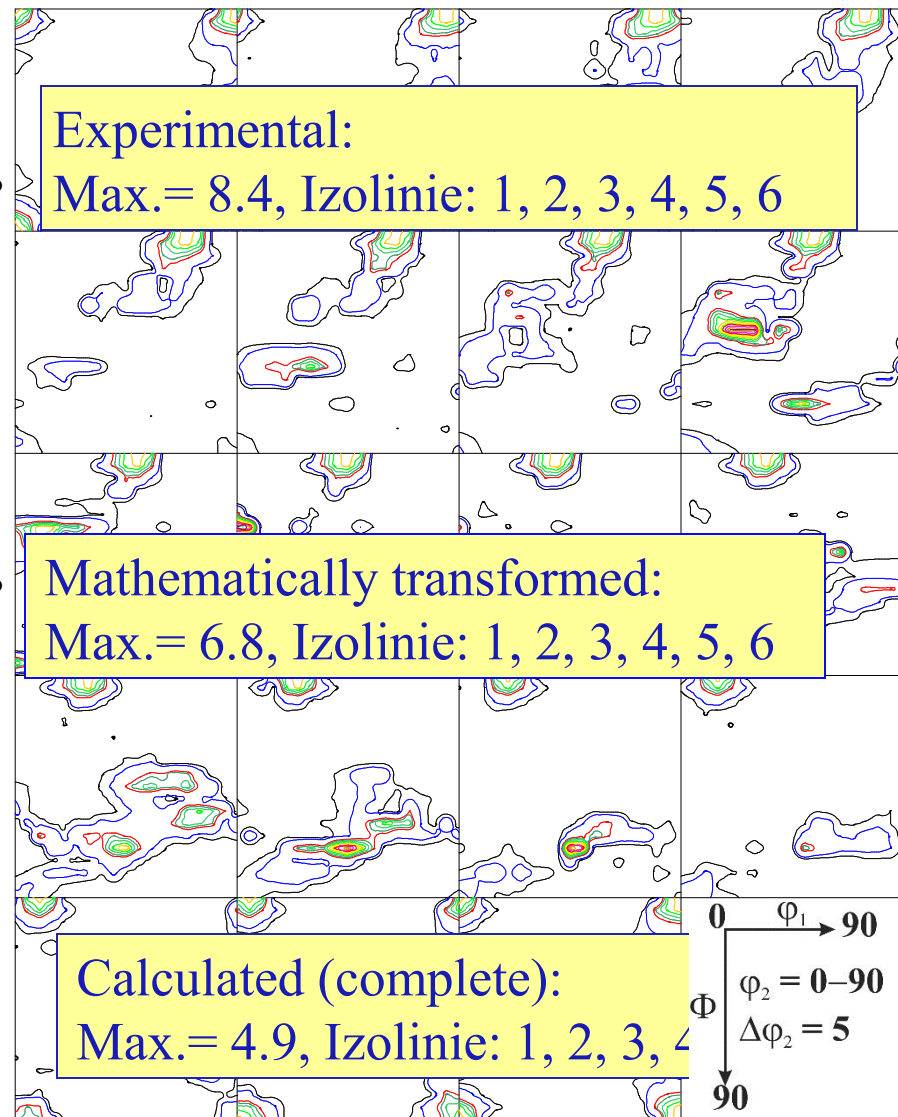 Experimental:
Max.= 8.4, Izolinie: 1, 2, 3, 4, 5, 6
Mathematically transformed:
Max.= 6.8, Izolinie: 1, 2, 3, 4, 5, 6
Calculated (complete):
Max.= 4.9, Izolinie: 1, 2, 3, 4
0 φ₁ 90
φ₂ = 0–90
Φ
Δφ₂ = 5
90